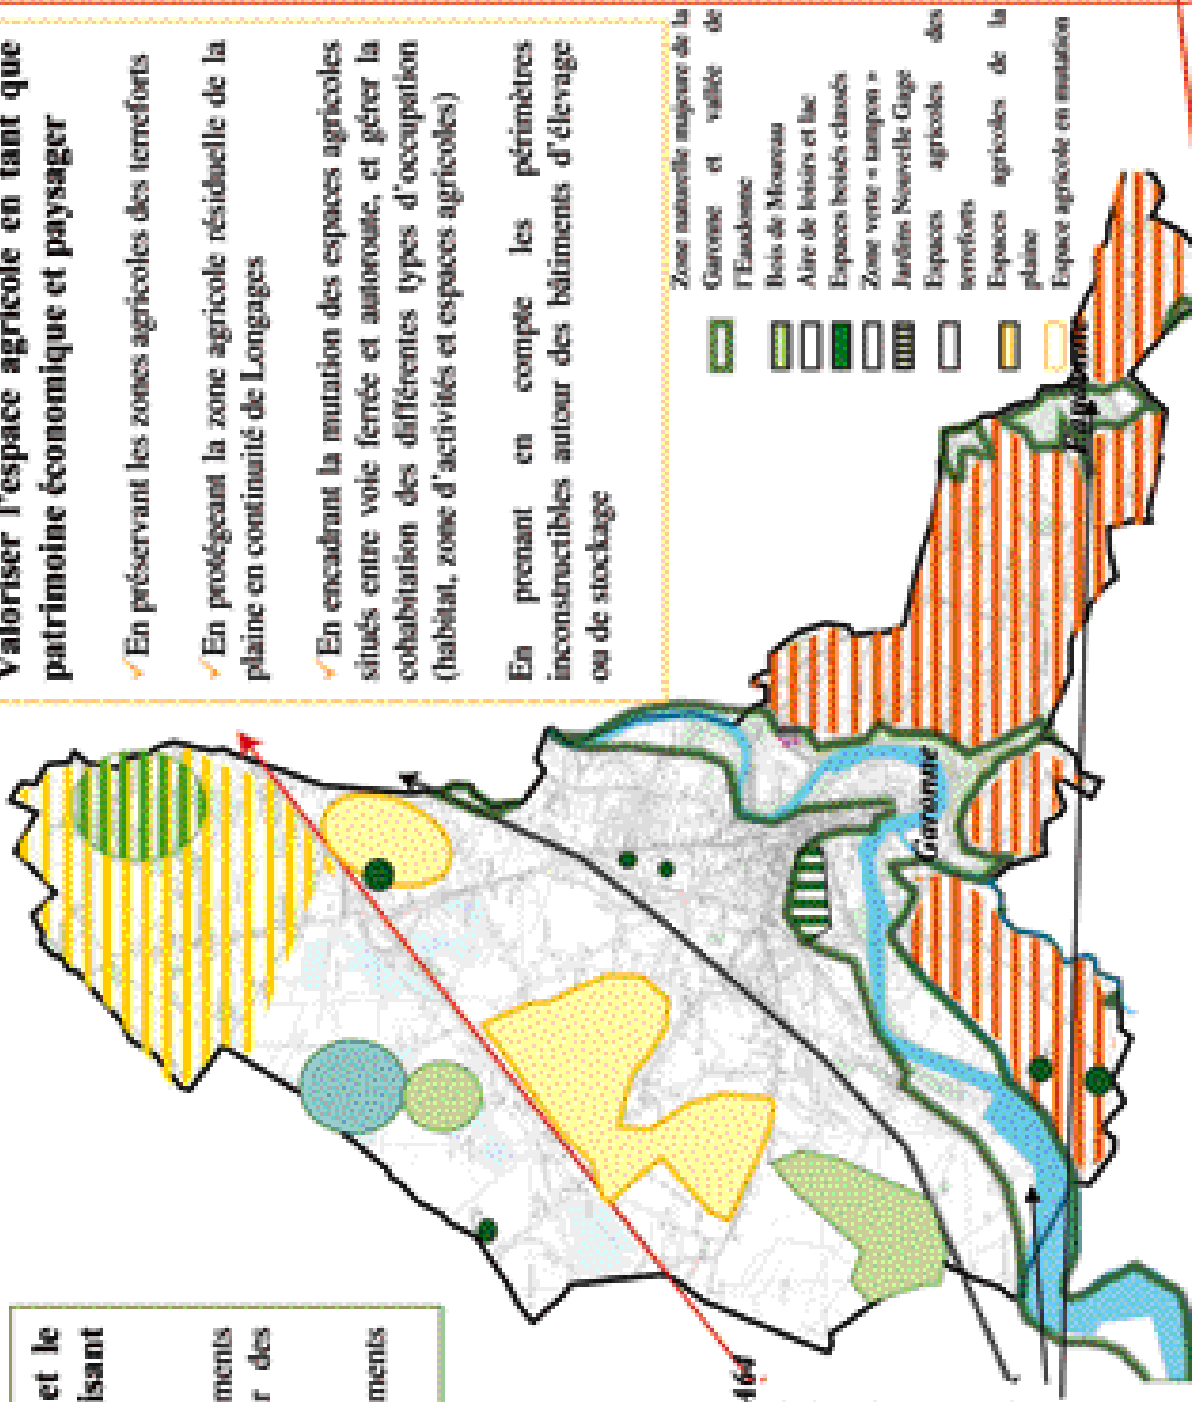 Valoriser l'espace agricole en tant que
patrimoine économique et paysager
✓ En préservant les zones agricoles des terreforts
✓ En protégeant la zone agricole résiduelle de la
plaine en continuité de Longages
✓ En encadrant la mutation des espaces agricoles
situés entre voie ferrée et autoroute, et gérer la
cohabitation des différentes types d'occupation
(habitat, zone d'activités et espaces agricoles)
En prenant en compte les périmètres
inconstructibles autour des bâtiments d'élevage
ou de stockage
Zone naturelle majeure de la
Garonne et vallée de
l'Eaudonne
Bois de Moureau
Aire de loisirs et lac
Espaces boisés classés
Zone verte « tampon »
Jardins Nouvelle Gage
Espaces agricoles des
terreforts
Espaces agricoles de la
plaine
Espace agricole en mutation
Eaudonne
Garonne
A64
et le
isant
ments
r des
ments